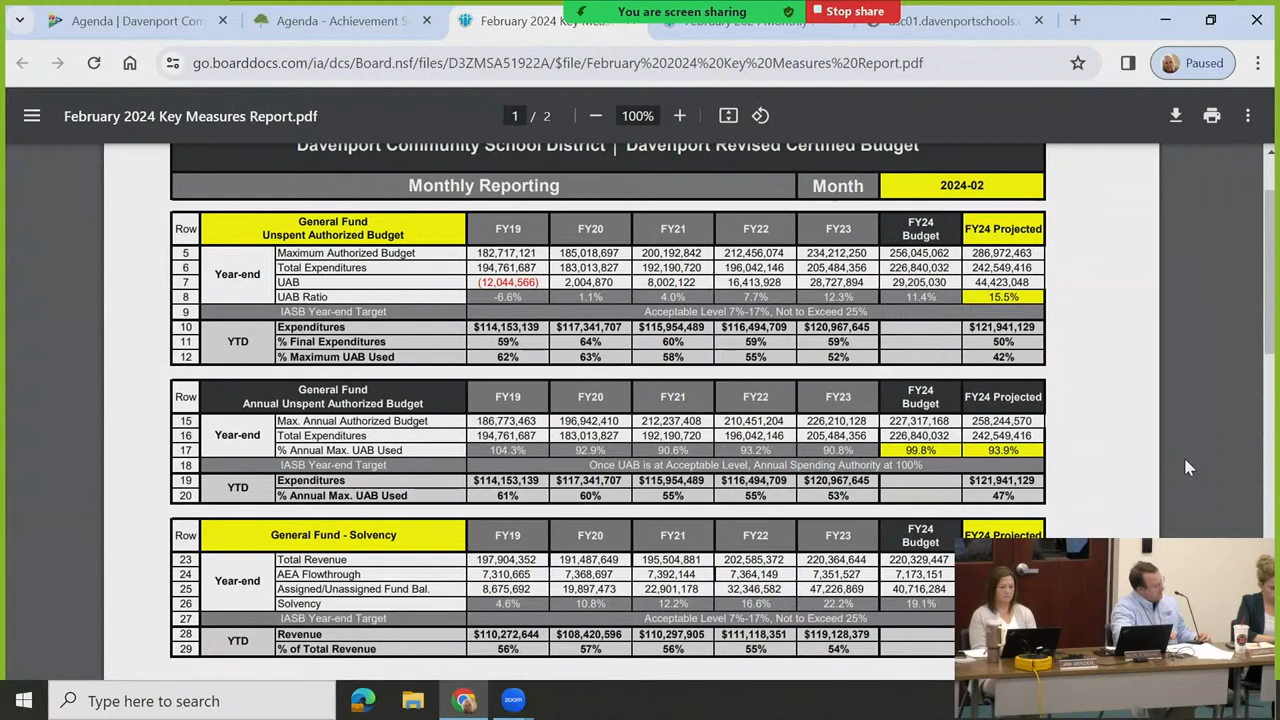 Agenda | Davenport Com
Agenda - Achievement S
February 2024 Key Mea
You are screen sharing
Stop share
go.boarddocs.com/ia/dcs/Board.nsf/files/D3ZMSA51922A/$file/February%202024%20Key%20Measures%20Report.pdf
Paused
February 2024 Key Measures Report.pdf
1 / 2
100%
Davenport Community School District | Davenport Revised Certified Budget
Monthly Reporting Month 2024-02
Row General Fund Unspent Authorized Budget FY19 FY20 FY21 FY22 FY23 FY24 Budget FY24 Projected
5 Year-end Maximum Authorized Budget 182,717,121 185,018,697 200,192,842 212,456,074 234,212,250 256,045,062 286,972,463
6 Total Expenditures 194,761,687 183,013,827 192,190,720 196,042,146 205,484,356 226,840,032 242,549,416
7 UAB (12,044,566) 2,004,870 8,002,122 16,413,928 28,727,894 29,205,030 44,423,048
8 UAB Ratio -6.6% 1.1% 4.0% 7.7% 12.3% 11.4% 15.5%
9 IASB Year-end Target Acceptable Level 7%-17%, Not to Exceed 25%
10 YTD Expenditures $114,153,139 $117,341,707 $115,954,489 $116,494,709 $120,967,645 $121,941,129
11 % Final Expenditures 59% 64% 60% 59% 59% 50%
12 % Maximum UAB Used 62% 63% 58% 55% 52% 42%
Row General Fund Annual Unspent Authorized Budget FY19 FY20 FY21 FY22 FY23 FY24 Budget FY24 Projected
15 Year-end Max. Annual Authorized Budget 186,773,463 196,942,410 212,237,408 210,451,204 226,210,128 227,317,168 258,244,570
16 Total Expenditures 194,761,687 183,013,827 192,190,720 196,042,146 205,484,356 226,840,032 242,549,416
17 % Annual Max. UAB Used 104.3% 92.9% 90.6% 93.2% 90.8% 99.8% 93.9%
18 IASB Year-end Target Once UAB is at Acceptable Level, Annual Spending Authority at 100%
19 YTD Expenditures $114,153,139 $117,341,707 $115,954,489 $116,494,709 $120,967,645 $121,941,129
20 % Annual Max. UAB Used 61% 60% 55% 55% 53% 47%
Row General Fund - Solvency FY19 FY20 FY21 FY22 FY23 FY24 Budget FY24 Projected
23 Year-end Total Revenue 197,904,352 191,487,649 195,504,881 202,585,372 220,364,644 220,329,447
24 AEA Flowthrough 7,310,665 7,368,697 7,392,144 7,364,149 7,351,527 7,173,151
25 Assigned/Unassigned Fund Bal. 8,675,692 19,897,473 22,901,178 32,346,582 47,226,869 40,716,284
26 Solvency 4.6% 10.8% 12.2% 16.6% 22.2% 19.1%
27 IASB Year-end Target Acceptable Level 7%-17%, Not to Exceed 25%
28 YTD Revenue $110,272,644 $108,420,596 $110,297,905 $111,118,351 $119,128,379
29 % of Total Revenue 56% 57% 56% 55% 54%
Type here to search
zoom